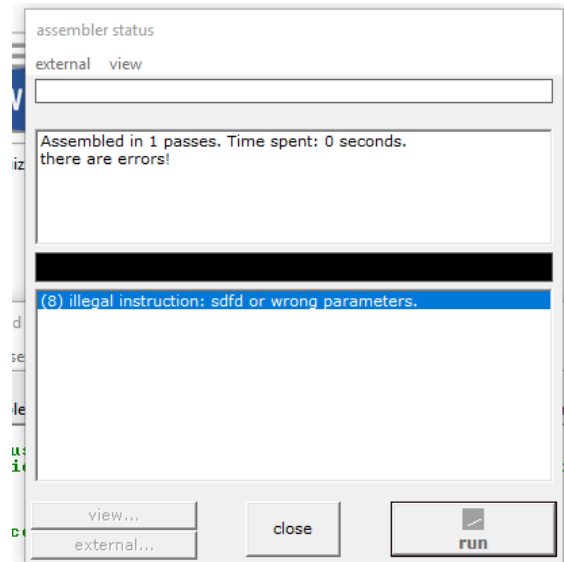 assembler status
external view
Assembled in 1 passes. Time spent: 0 seconds.
there are errors!
(8) illegal instruction: sdfd or wrong parameters.
view...
external...
close
run